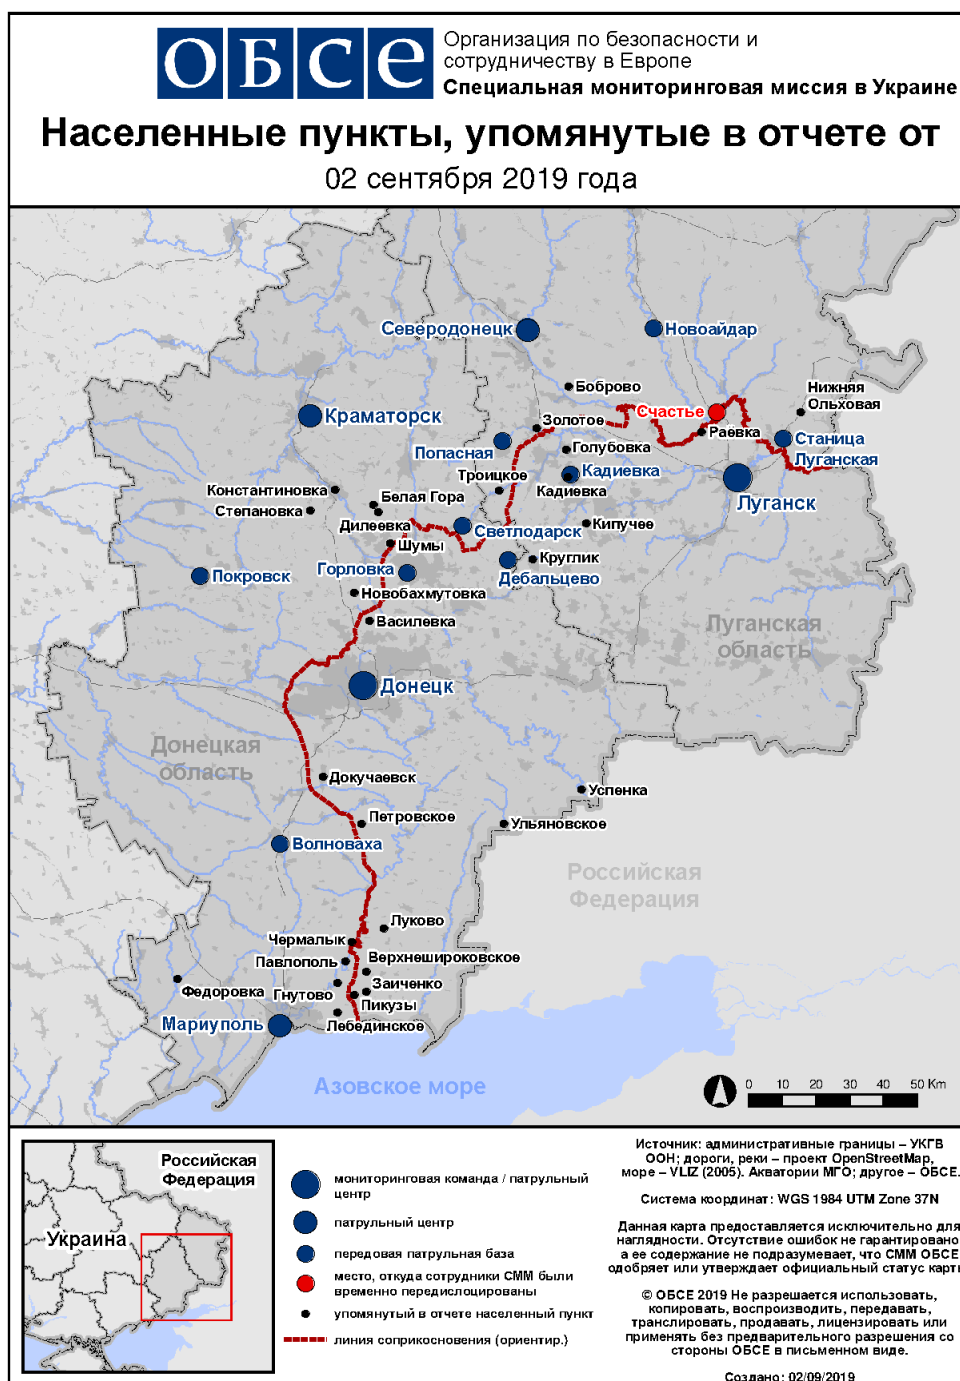 ОБСЕ
Организация по безопасности и
сотрудничеству в Европе
Специальная мониторинговая миссия в Украине
Населенные пункты, упомянутые в отчете от
02 сентября 2019 года
Северодонецк
Новоайдар
Боброво
Нижняя
Ольховая
Краматорск
Счастье
Золотое
Раёвка
Станица
Луганская
Попасная
Голубовка
Троицкое
Кадиевка
Кадиевка
Луганск
Константиновка
Белая Гора
Степановка
Дилеевка
Светлодарск
Кипучее
Шумы
Круглик
Горловка
Дебальцево
Покровск
Новобахмутовка
Василевка
Луганская
область
Донецк
Донецкая
область
Докучаевск
Успенка
Петровское
Ульяновское
Волноваха
Российская
Федерация
Луково
Чермалык
Павлополь
Верхнешироковское
Федоровка
Заиченко
Гнутово
Пикузы
Мариуполь
Лебединское
Азовское море
0 10 20 30 40 50 Km
Российская
Федерация
Украина
мониторинговая команда / патрульный
центр
патрульный центр
передовая патрульная база
место, откуда сотрудники СММ были
временно передислоцированы
упомянутый в отчете населенный пункт
линия соприкосновения (ориентир.)
Источник: административные границы – УКГВ
ООН; дороги, реки – проект OpenStreetMap,
море – VLIZ (2005). Акватории МГО; другое – ОБСЕ.
Система координат: WGS 1984 UTM Zone 37N
Данная карта предоставляется исключительно для
наглядности. Отсутствие ошибок не гарантировано,
а ее содержание не подразумевает, что СММ ОБСЕ
одобряет или утверждает официальный статус карты
© ОБСЕ 2019 Не разрешается использовать,
копировать, воспроизводить, передавать,
транслировать, продавать, лицензировать или
применять без предварительного разрешения со
стороны ОБСЕ в письменном виде.
Создано: 02/09/2019